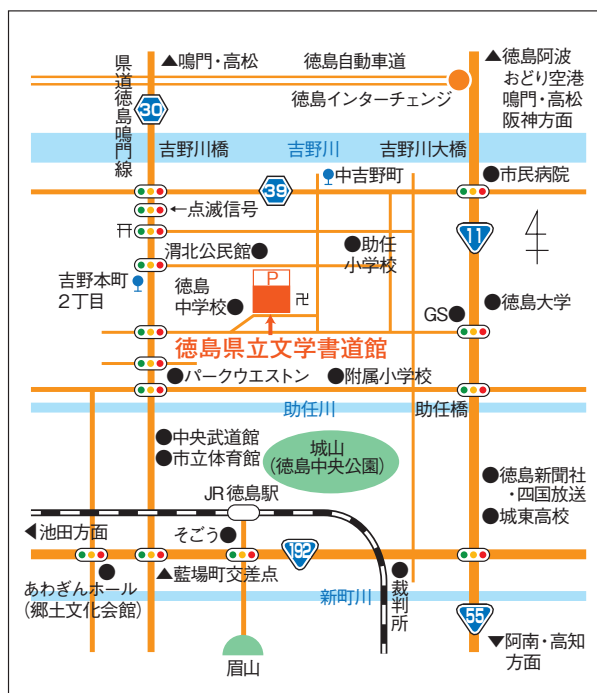 県道徳島鳴門線
▲鳴門・高松
徳島自動車道
▲徳島阿波
おどり空港
鳴門・高松
阪神方面
徳島インターチェンジ
30
吉野川橋
吉野川
吉野川大橋
中吉野町
●市民病院
39
←点滅信号
11
渭北公民館●
●助任
小学校
吉野本町
2丁目
徳島
中学校●
P
卍
GS●
●徳島大学
徳島県立文学書道館
●パークウエストン
●附属小学校
助任川
助任橋
●中央武道館
●市立体育館
城山
(徳島中央公園)
●徳島新聞社
・四国放送
●城東高校
JR徳島駅
◀池田方面
そごう●
192
あわぎんホール
(郷土文化会館)
▲藍場町交差点
新町川
●裁判所
55
眉山
▼阿南・高知
方面